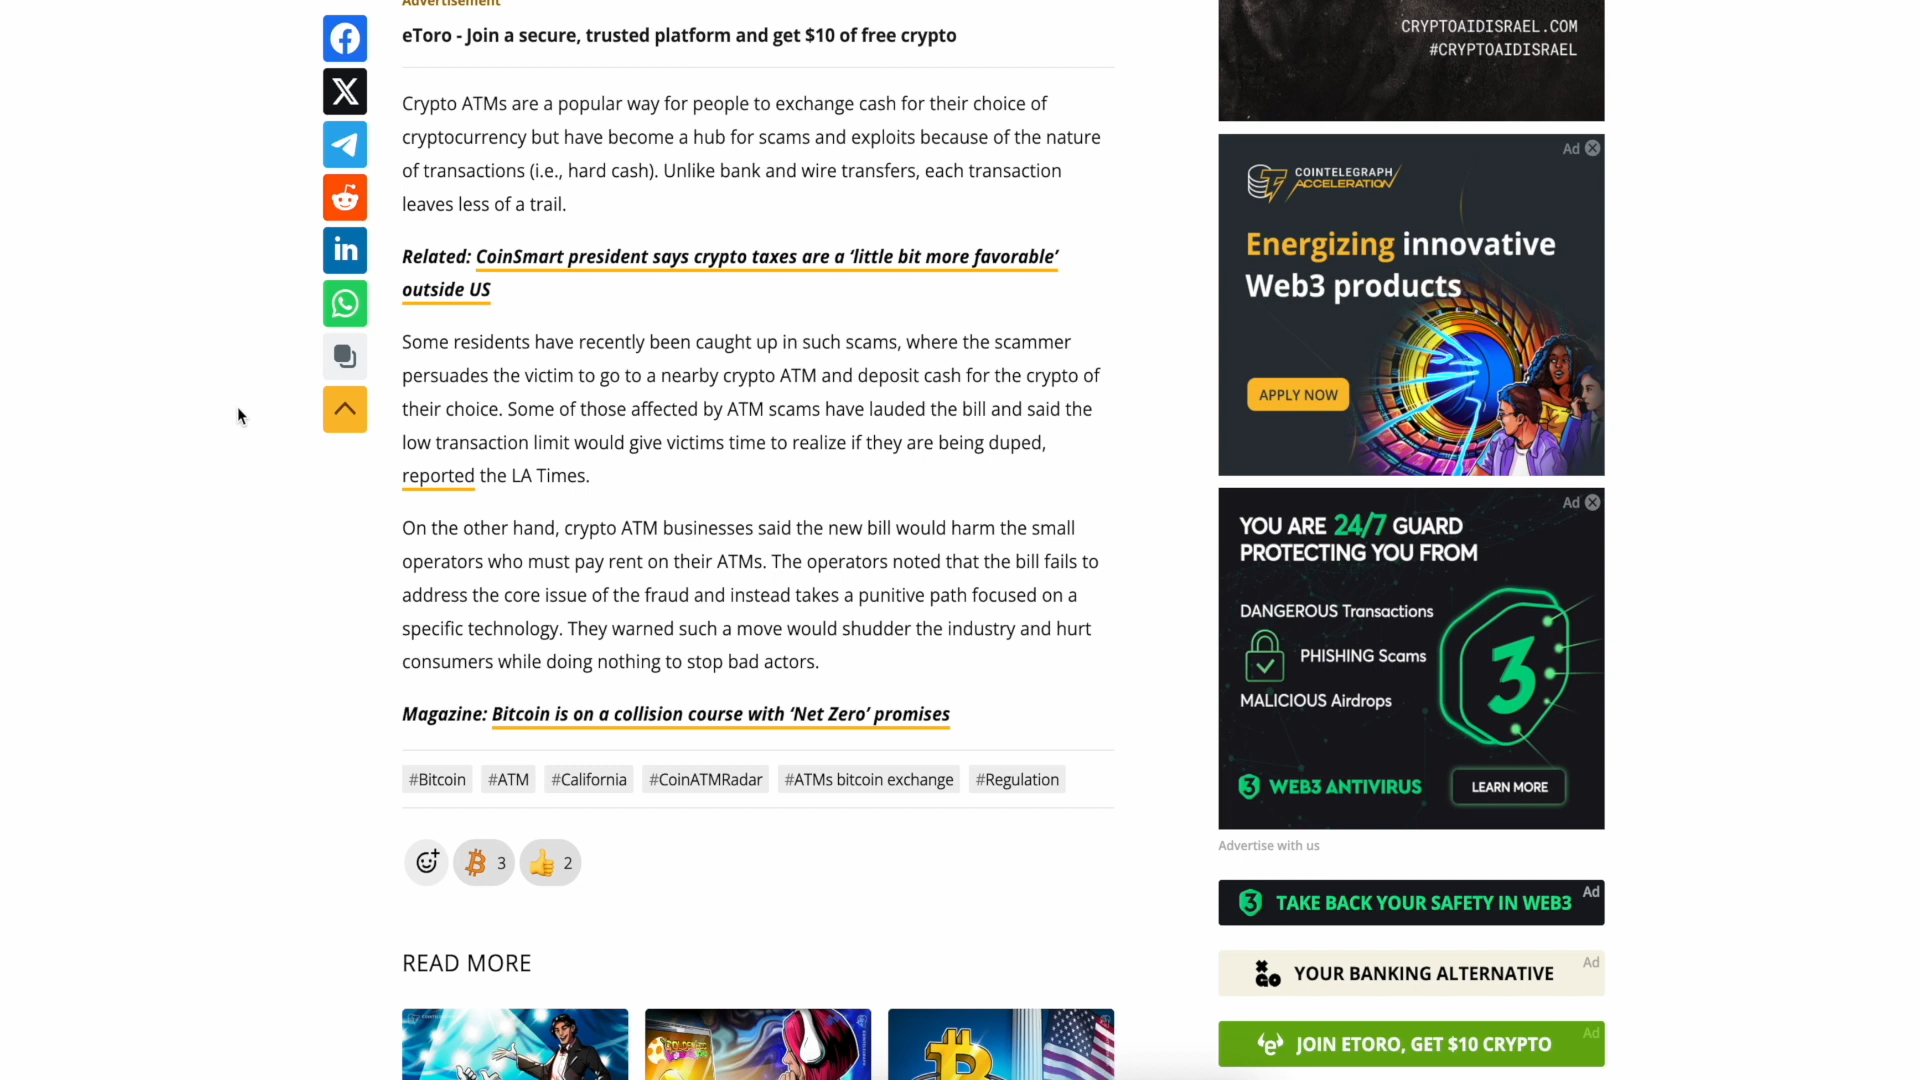 Advertisement
eToro - Join a secure, trusted platform and get $10 of free crypto
Crypto ATMs are a popular way for people to exchange cash for their choice of
cryptocurrency but have become a hub for scams and exploits because of the nature
of transactions (i.e., hard cash). Unlike bank and wire transfers, each transaction
leaves less of a trail.
Related: CoinSmart president says crypto taxes are a ‘little bit more favorable’
outside US
Some residents have recently been caught up in such scams, where the scammer
persuades the victim to go to a nearby crypto ATM and deposit cash for the crypto of
their choice. Some of those affected by ATM scams have lauded the bill and said the
low transaction limit would give victims time to realize if they are being duped,
reported the LA Times.
On the other hand, crypto ATM businesses said the new bill would harm the small
operators who must pay rent on their ATMs. The operators noted that the bill fails to
address the core issue of the fraud and instead takes a punitive path focused on a
specific technology. They warned such a move would shudder the industry and hurt
consumers while doing nothing to stop bad actors.
Magazine: Bitcoin is on a collision course with ‘Net Zero’ promises
#Bitcoin #ATM #California #CoinATMRadar #ATMs bitcoin exchange #Regulation
3 2
READ MORE
CRYPTOAIDISRAEL.COM
#CRYPTOAIDISRAEL
Ad
COINTELEGRAPH
ACCELERATION
Energizing innovative
Web3 products
APPLY NOW
Ad
YOU ARE 24/7 GUARD
PROTECTING YOU FROM
DANGEROUS Transactions
PHISHING Scams
MALICIOUS Airdrops
3
3 WEB3 ANTIVIRUS
LEARN MORE
Advertise with us
3 TAKE BACK YOUR SAFETY IN WEB3 Ad
YOUR BANKING ALTERNATIVE Ad
JOIN ETORO, GET $10 CRYPTO Ad